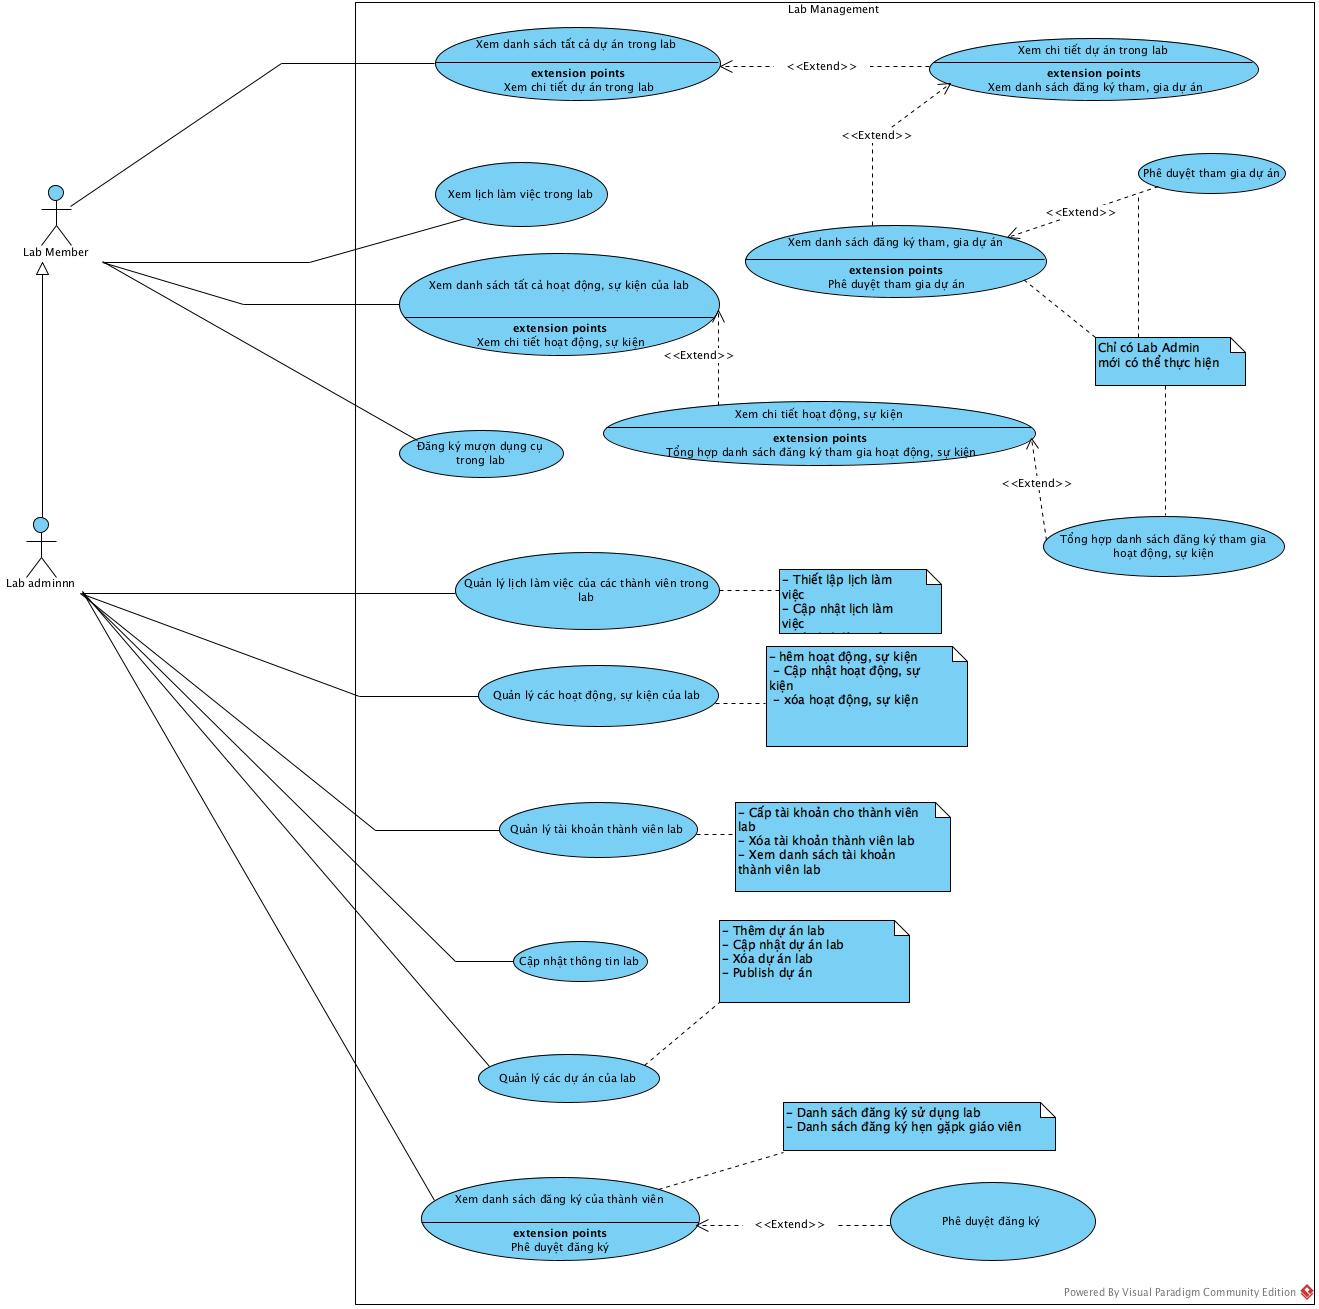 Lab Management
Xem danh sách tất cả dự án trong lab
extension points
Xem chi tiết dự án trong lab
<<Extend>>
Xem chi tiết dự án trong lab
extension points
Xem danh sách đăng ký tham, gia dự án
<<Extend>>
Phê duyệt tham gia dự án
<<Extend>>
Xem lịch làm việc trong lab
Lab Member
Xem danh sách đăng ký tham, gia dự án
extension points
Phê duyệt tham gia dự án
Xem danh sách tất cả hoạt động, sự kiện của lab
extension points
Xem chi tiết hoạt động, sự kiện
<<Extend>>
Chỉ có Lab Admin
mới có thể thực hiện
Xem chi tiết hoạt động, sự kiện
extension points
Tổng hợp danh sách đăng ký tham gia hoạt động, sự kiện
Đăng ký mượn dụng cụ
trong lab
<<Extend>>
Tổng hợp danh sách đăng ký tham gia
hoạt động, sự kiện
Lab adminnn
Quản lý lịch làm việc của các thành viên trong
lab
- Thiết lập lịch làm
việc
- Cập nhật lịch làm
việc
Quản lý các hoạt động, sự kiện của lab
- hêm hoạt động, sự kiện
- Cập nhật hoạt động, sự
kiện
- xóa hoạt động, sự kiện
Quản lý tài khoản thành viên lab
- Cấp tài khoản cho thành viên
lab
- Xóa tài khoản thành viên lab
- Xem danh sách tài khoản
thành viên lab
Cập nhật thông tin lab
- Thêm dự án lab
- Cập nhật dự án lab
- Xóa dự án lab
- Publish dự án
Quản lý các dự án của lab
- Danh sách đăng ký sử dụng lab
- Danh sách đăng ký hẹn gặpk giáo viên
Xem danh sách đăng ký của thành viên
extension points
Phê duyệt đăng ký
<<Extend>>
Phê duyệt đăng ký
Powered By Visual Paradigm Community Edition